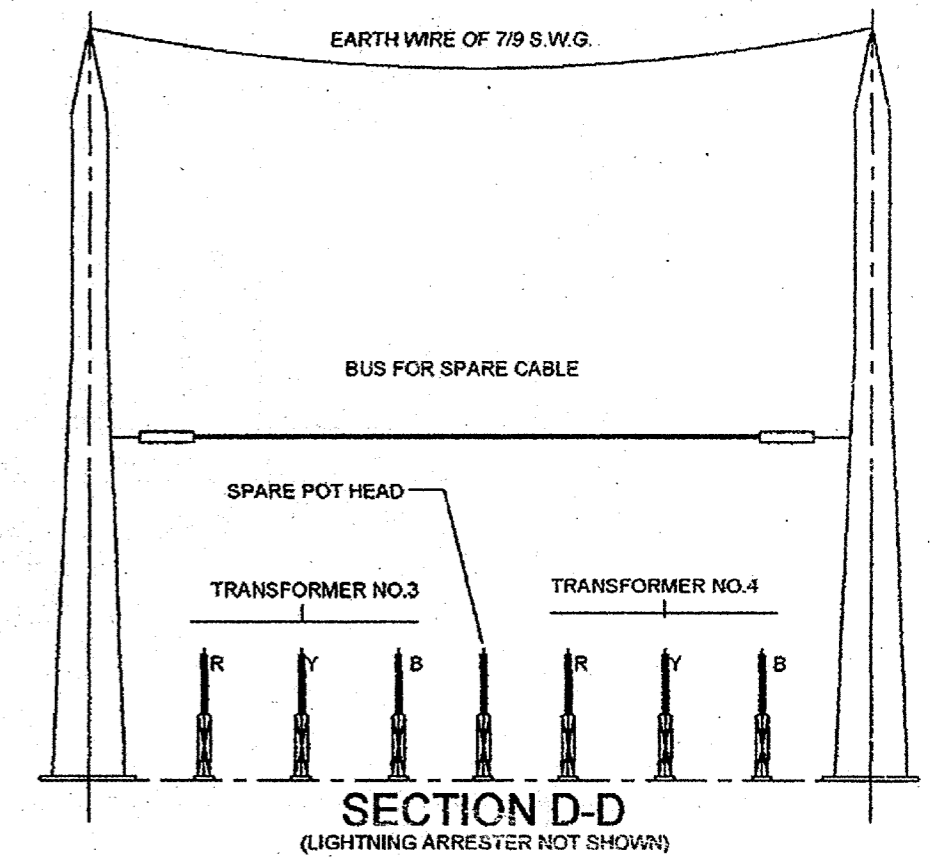 EARTH WIRE OF 7/9 S.W.G.
BUS FOR SPARE CABLE
SPARE POT HEAD
TRANSFORMER NO.3
TRANSFORMER NO.4
R Y B R Y B
SECTION D-D
(LIGHTNING ARRESTER NOT SHOWN)